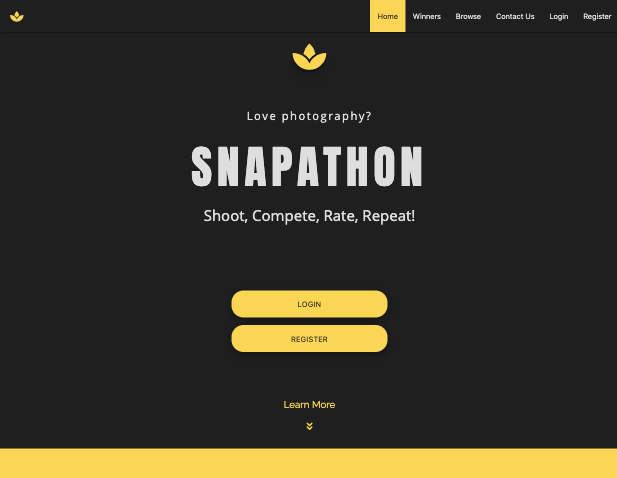 Home Winners Browse Contact Us Login Register
Love photography?
SNAPATHON
Shoot, Compete, Rate, Repeat!
LOGIN
REGISTER
Learn More